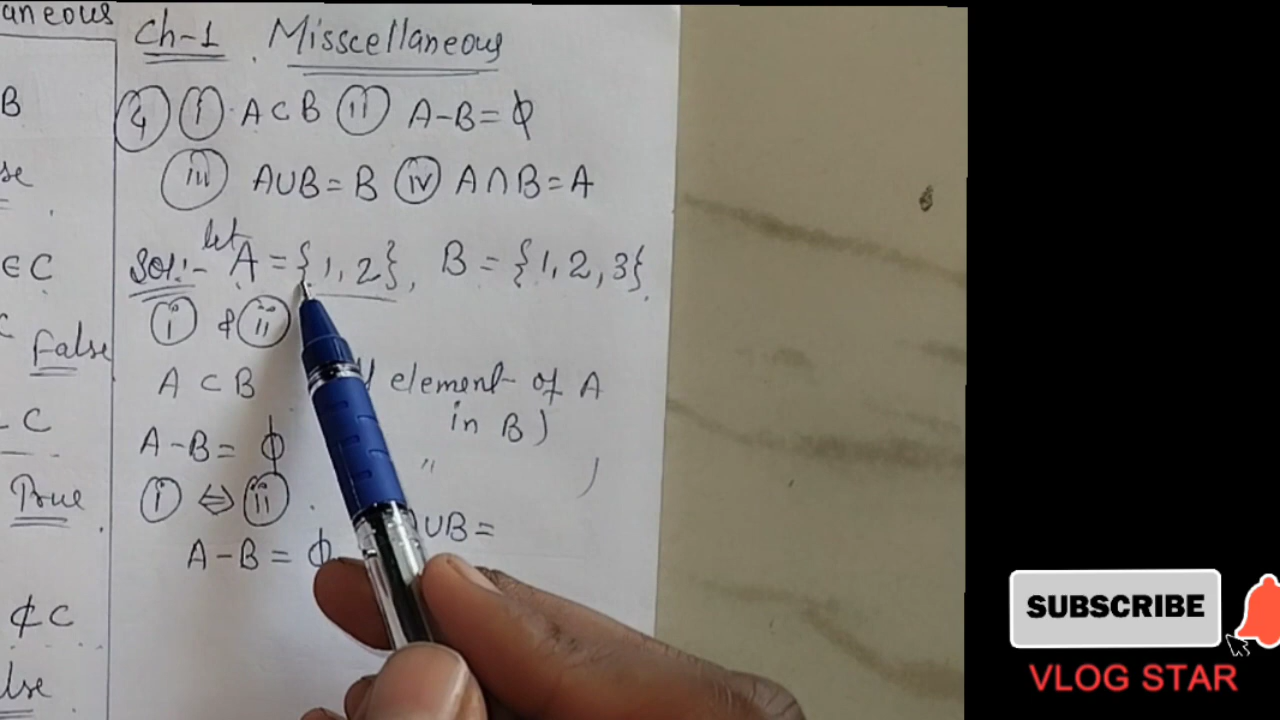 aneous
B
se
∈ C
C False
C
True
⊄ C
lse
Ch-1 Misscellaneous
4 i A ⊂ B ii A-B = ϕ
iii A∪B = B iv A∩B = A
Sol:- let A = {1, 2}, B = {1, 2, 3}.
i & ii
A ⊂ B element of A
in B)
A-B = ϕ " )
i ⇔ ii .
A-B = ϕ ∪B =
SUBSCRIBE
VLOG STAR